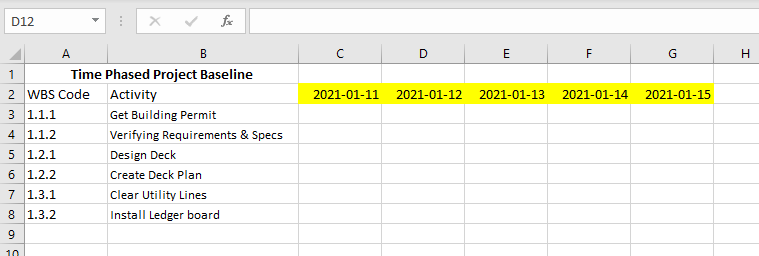 D12
fx
A B C D E F G H
1 Time Phased Project Baseline
2 WBS Code Activity 2021-01-11 2021-01-12 2021-01-13 2021-01-14 2021-01-15
3 1.1.1 Get Building Permit
4 1.1.2 Verifying Requirements & Specs
5 1.2.1 Design Deck
6 1.2.2 Create Deck Plan
7 1.3.1 Clear Utility Lines
8 1.3.2 Install Ledger board
9
10